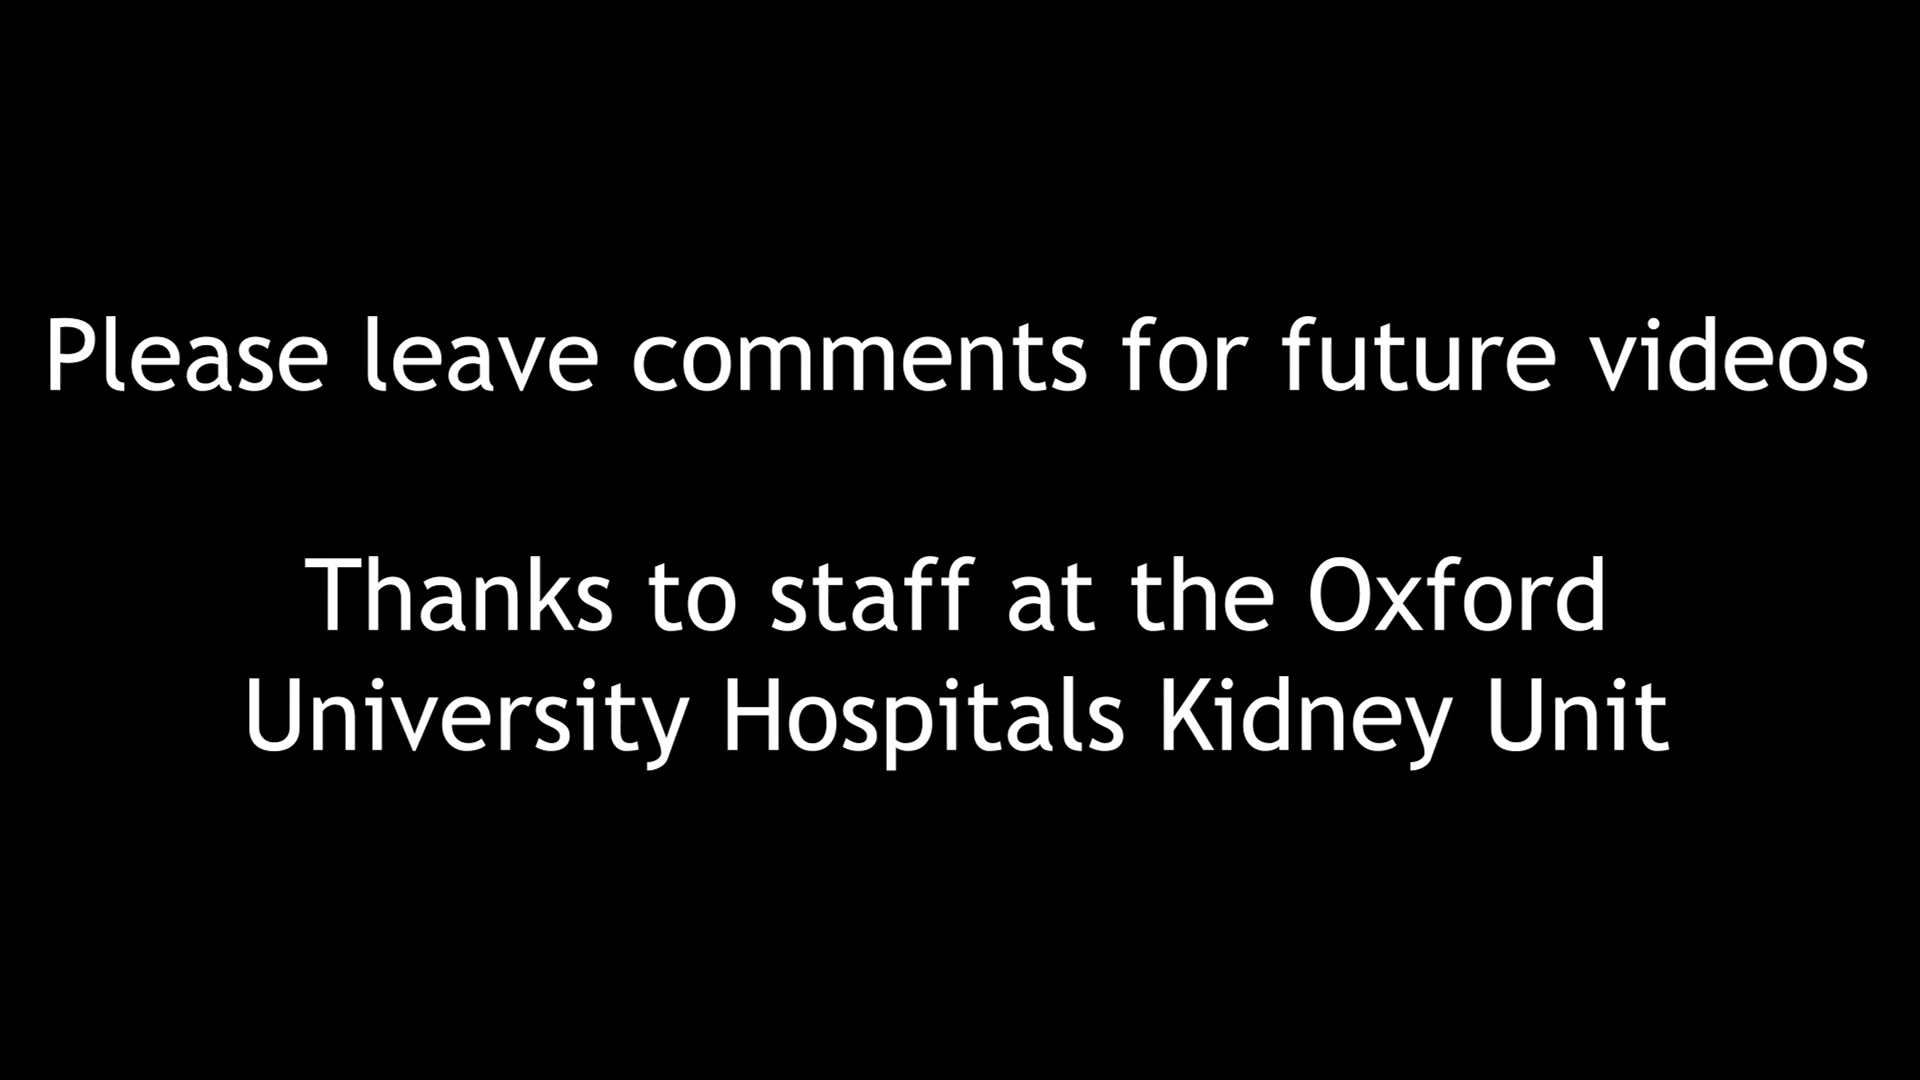 Please leave comments for future videos
Thanks to staff at the Oxford
University Hospitals Kidney Unit